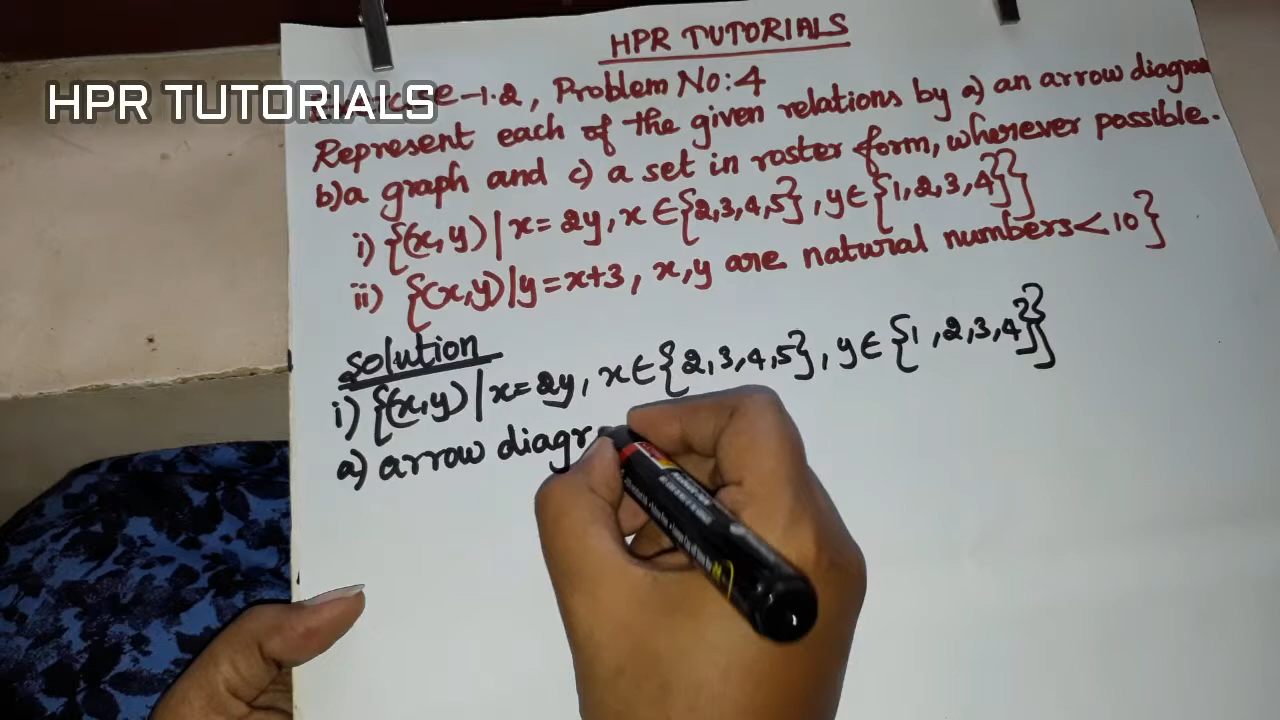 HPR TUTORIALS
HPR TUTORIALS
Exercise-1.2, Problem No:4
Represent each of the given relations by a) an arrow diagram
b) a graph and c) a set in roster form, wherever possible.
i) {(x,y) | x = 2y, x ∈ {2,3,4,5}, y ∈ {1,2,3,4}}
ii) {(x,y) | y = x+3, x,y are natural numbers < 10}
solution
i) {(x,y) | x = 2y, x ∈ {2,3,4,5}, y ∈ {1,2,3,4}}
a) arrow diagr